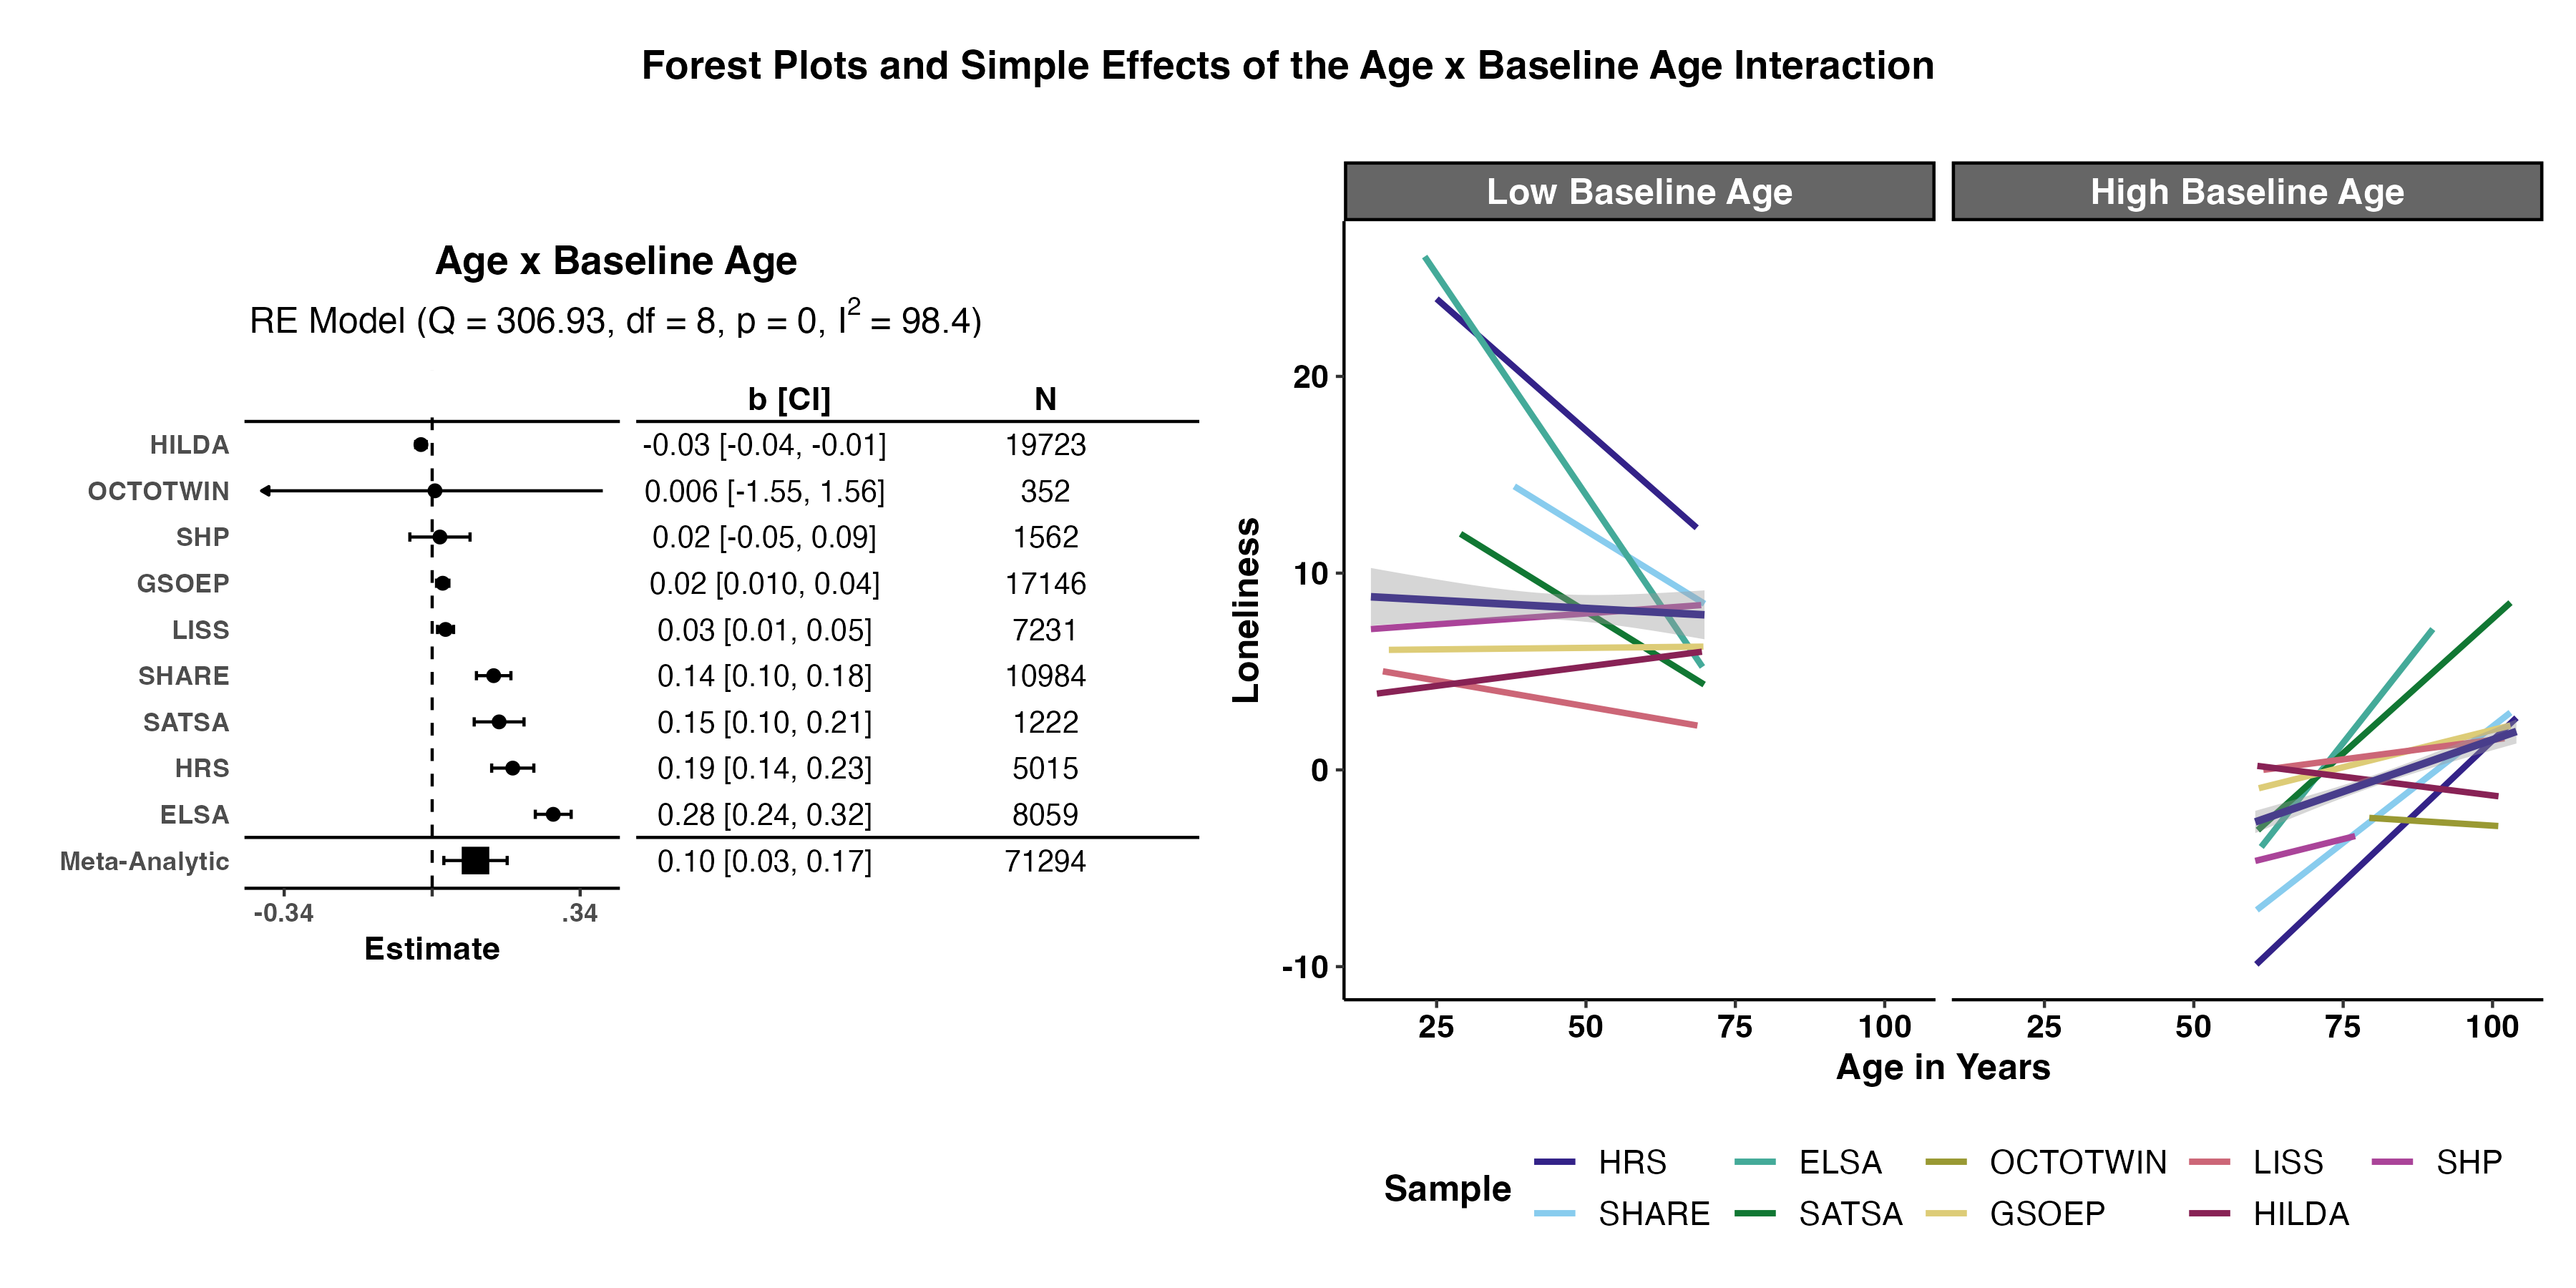 Forest Plots and Simple Effects of the Age x Baseline Age Interaction
Age x Baseline Age
RE Model (Q = 306.93, df = 8, p = 0, I² = 98.4)
b [CI] N
HILDA -0.03 [-0.04, -0.01] 19723
OCTOTWIN 0.006 [-1.55, 1.56] 352
SHP 0.02 [-0.05, 0.09] 1562
GSOEP 0.02 [0.010, 0.04] 17146
LISS 0.03 [0.01, 0.05] 7231
SHARE 0.14 [0.10, 0.18] 10984
SATSA 0.15 [0.10, 0.21] 1222
HRS 0.19 [0.14, 0.23] 5015
ELSA 0.28 [0.24, 0.32] 8059
Meta-Analytic 0.10 [0.03, 0.17] 71294
-0.34 .34
Estimate
Low Baseline Age High Baseline Age
Loneliness
20
10
0
-10
25 50 75 100 25 50 75 100
Age in Years
Sample
HRS ELSA OCTOTWIN LISS SHP
SHARE SATSA GSOEP HILDA